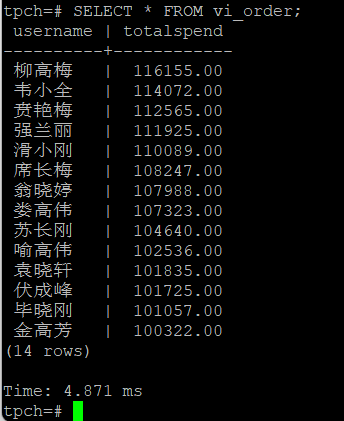 tpch=# SELECT * FROM vi_order;
username | totalspend
----------+------------
柳高梅 | 116155.00
韦小全 | 114072.00
贲艳梅 | 112565.00
强兰丽 | 111925.00
滑小刚 | 110089.00
席长梅 | 108247.00
翁晓婷 | 107988.00
娄高伟 | 107323.00
苏长刚 | 104640.00
喻高伟 | 102536.00
袁晓轩 | 101835.00
伏成峰 | 101725.00
毕晓刚 | 101057.00
金高芳 | 100322.00
(14 rows)
Time: 4.871 ms
tpch=#